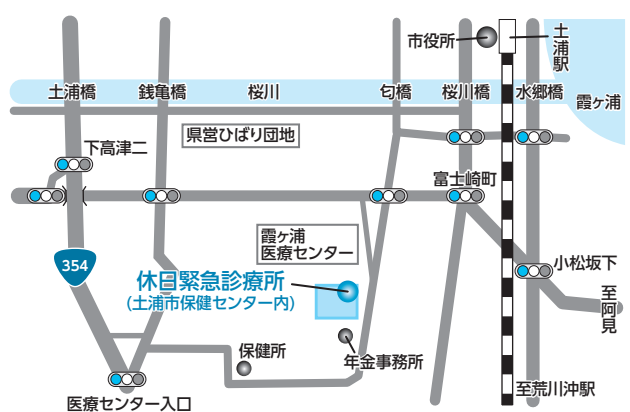 市役所
土浦駅
土浦橋
銭亀橋
桜川
匂橋
桜川橋
水郷橋
霞ヶ浦
県営ひばり団地
下高津二
富士崎町
霞ヶ浦
医療センター
354
休日緊急診療所
(土浦市保健センター内)
小松坂下
至阿見
保健所
年金事務所
至荒川沖駅
医療センター入口